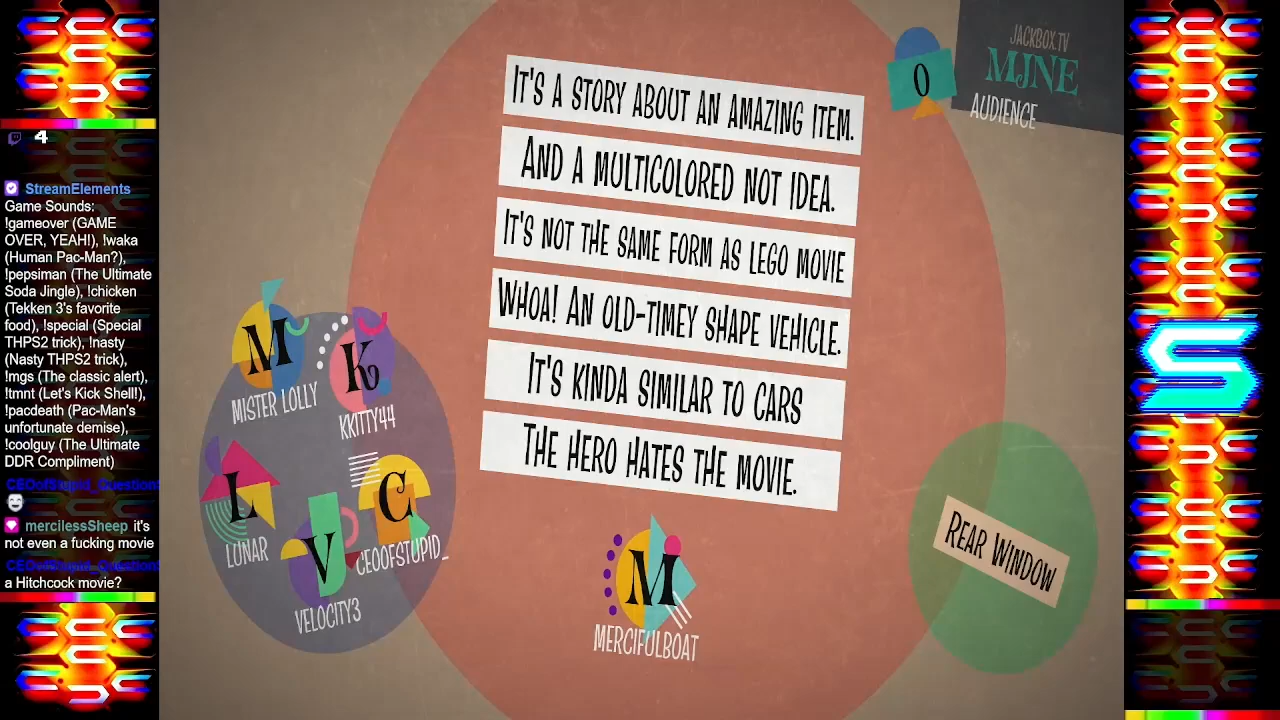 4
StreamElements
Game Sounds:
!gameover (GAME
OVER, YEAH!), !waka
(Human Pac-Man?),
!pepsiman (The Ultimate
Soda Jingle), !chicken
(Tekken 3's favorite
food), !special (Special
THPS2 trick), !nasty
(Nasty THPS2 trick),
!mgs (The classic alert),
!tmnt (Let's Kick Shell!),
!pacdeath (Pac-Man's
unfortunate demise),
!coolguy (The Ultimate
DDR Compliment)
mercilessSheep it's
not even a fucking movie
a Hitchcock movie?
IT'S A STORY ABOUT AN AMAZING ITEM.
AND A MULTICOLORED NOT IDEA.
IT'S NOT THE SAME FORM AS LEGO MOVIE
WHOA! AN OLD-TIMEY SHAPE VEHICLE.
IT'S KINDA SIMILAR TO CARS
THE HERO HATES THE MOVIE.
M
MISTER LOLLY
K
KKITTY44
L
LUNAR
V
VELOCITY3
C
CEOOFSTUPID_
M
MERCIFULBOAT
REAR WINDOW
0
AUDIENCE
JACKBOX.TV
MJNE
S